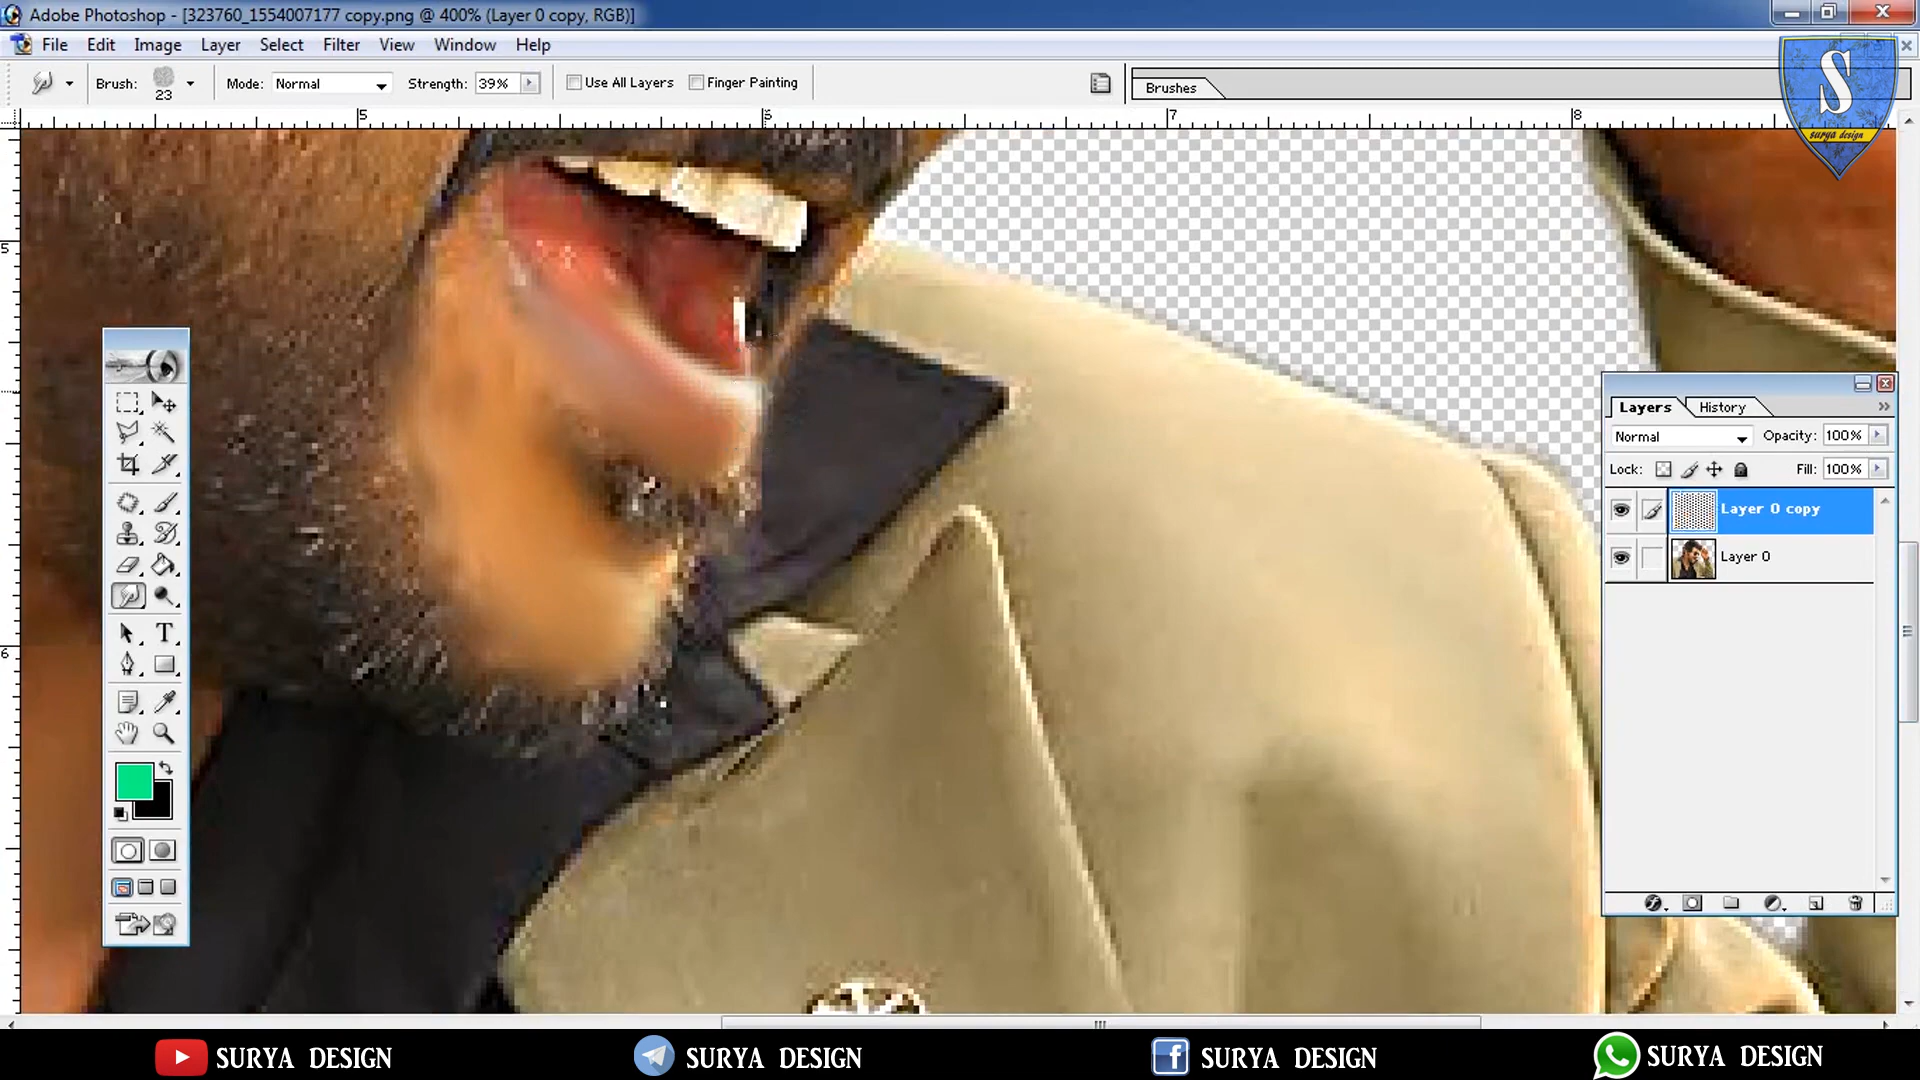 Adobe Photoshop - [323760_1554007177 copy.png @ 400% (Layer 0 copy, RGB)]
File Edit Image Layer Select Filter View Window Help
Brush: 23 Mode: Normal Strength: 39% Use All Layers Finger Painting Brushes
S
surya design
5 6 7 8
5
6
Layers History
Normal Opacity: 100%
Lock: Fill: 100%
Layer 0 copy
Layer 0
T
SURYA DESIGN SURYA DESIGN SURYA DESIGN SURYA DESIGN